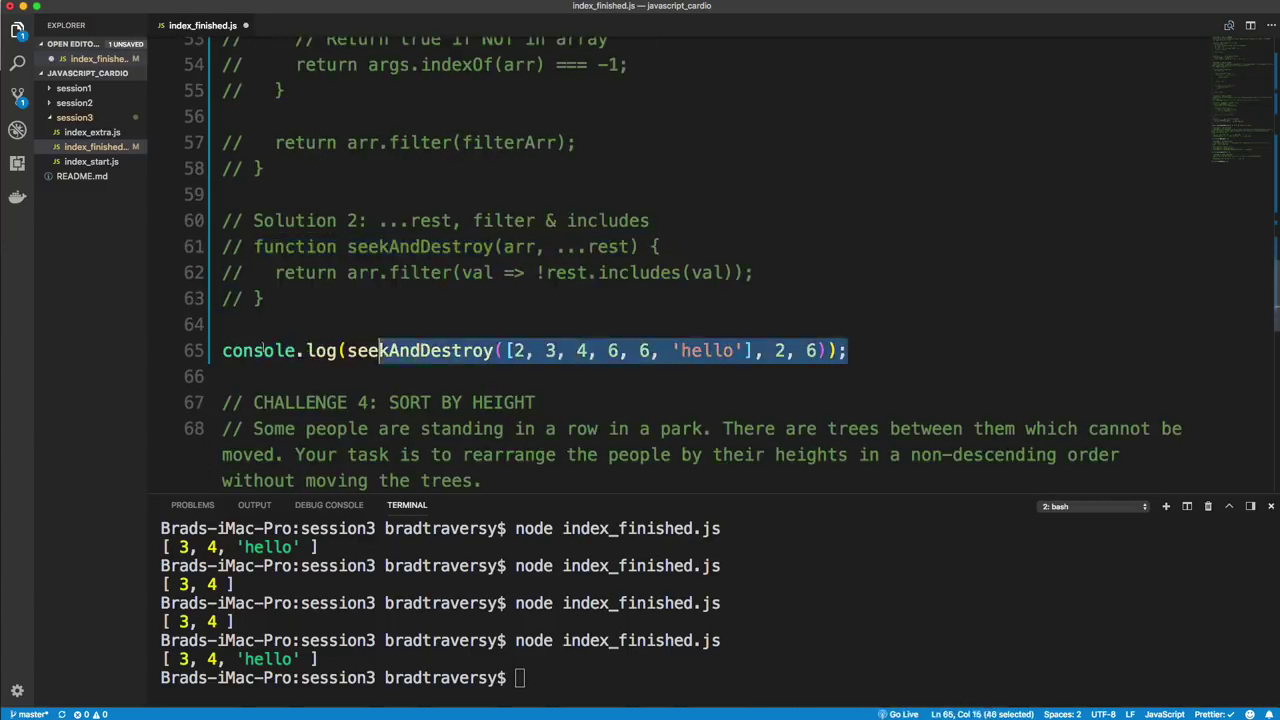 index_finished.js — javascript_cardio
EXPLORER
index_finished.js
OPEN EDITO... 1 UNSAVED
index_finishe.. M
JAVASCRIPT_CARDIO
session1
session2
session3
index_extra.js
index_finished... M
index_start.js
README.md
1
1
53 //     // Return true if NOT in array
54 //     return args.indexOf(arr) === -1;
55 //   }
56
57 //   return arr.filter(filterArr);
58 // }
59
60 // Solution 2: ...rest, filter & includes
61 // function seekAndDestroy(arr, ...rest) {
62 //   return arr.filter(val => !rest.includes(val));
63 // }
64
65 console.log(seekAndDestroy([2, 3, 4, 6, 6, 'hello'], 2, 6));
66
67 // CHALLENGE 4: SORT BY HEIGHT
68 // Some people are standing in a row in a park. There are trees between them which cannot be
moved. Your task is to rearrange the people by their heights in a non-descending order
without moving the trees.
PROBLEMS OUTPUT DEBUG CONSOLE TERMINAL 2: bash
Brads-iMac-Pro:session3 bradtraversy$ node index_finished.js
[ 3, 4, 'hello' ]
Brads-iMac-Pro:session3 bradtraversy$ node index_finished.js
[ 3, 4 ]
Brads-iMac-Pro:session3 bradtraversy$ node index_finished.js
[ 3, 4 ]
Brads-iMac-Pro:session3 bradtraversy$ node index_finished.js
[ 3, 4, 'hello' ]
Brads-iMac-Pro:session3 bradtraversy$
master* 0 0 Go Live Ln 65, Col 15 (46 selected) Spaces: 2 UTF-8 LF JavaScript Prettier: ✓